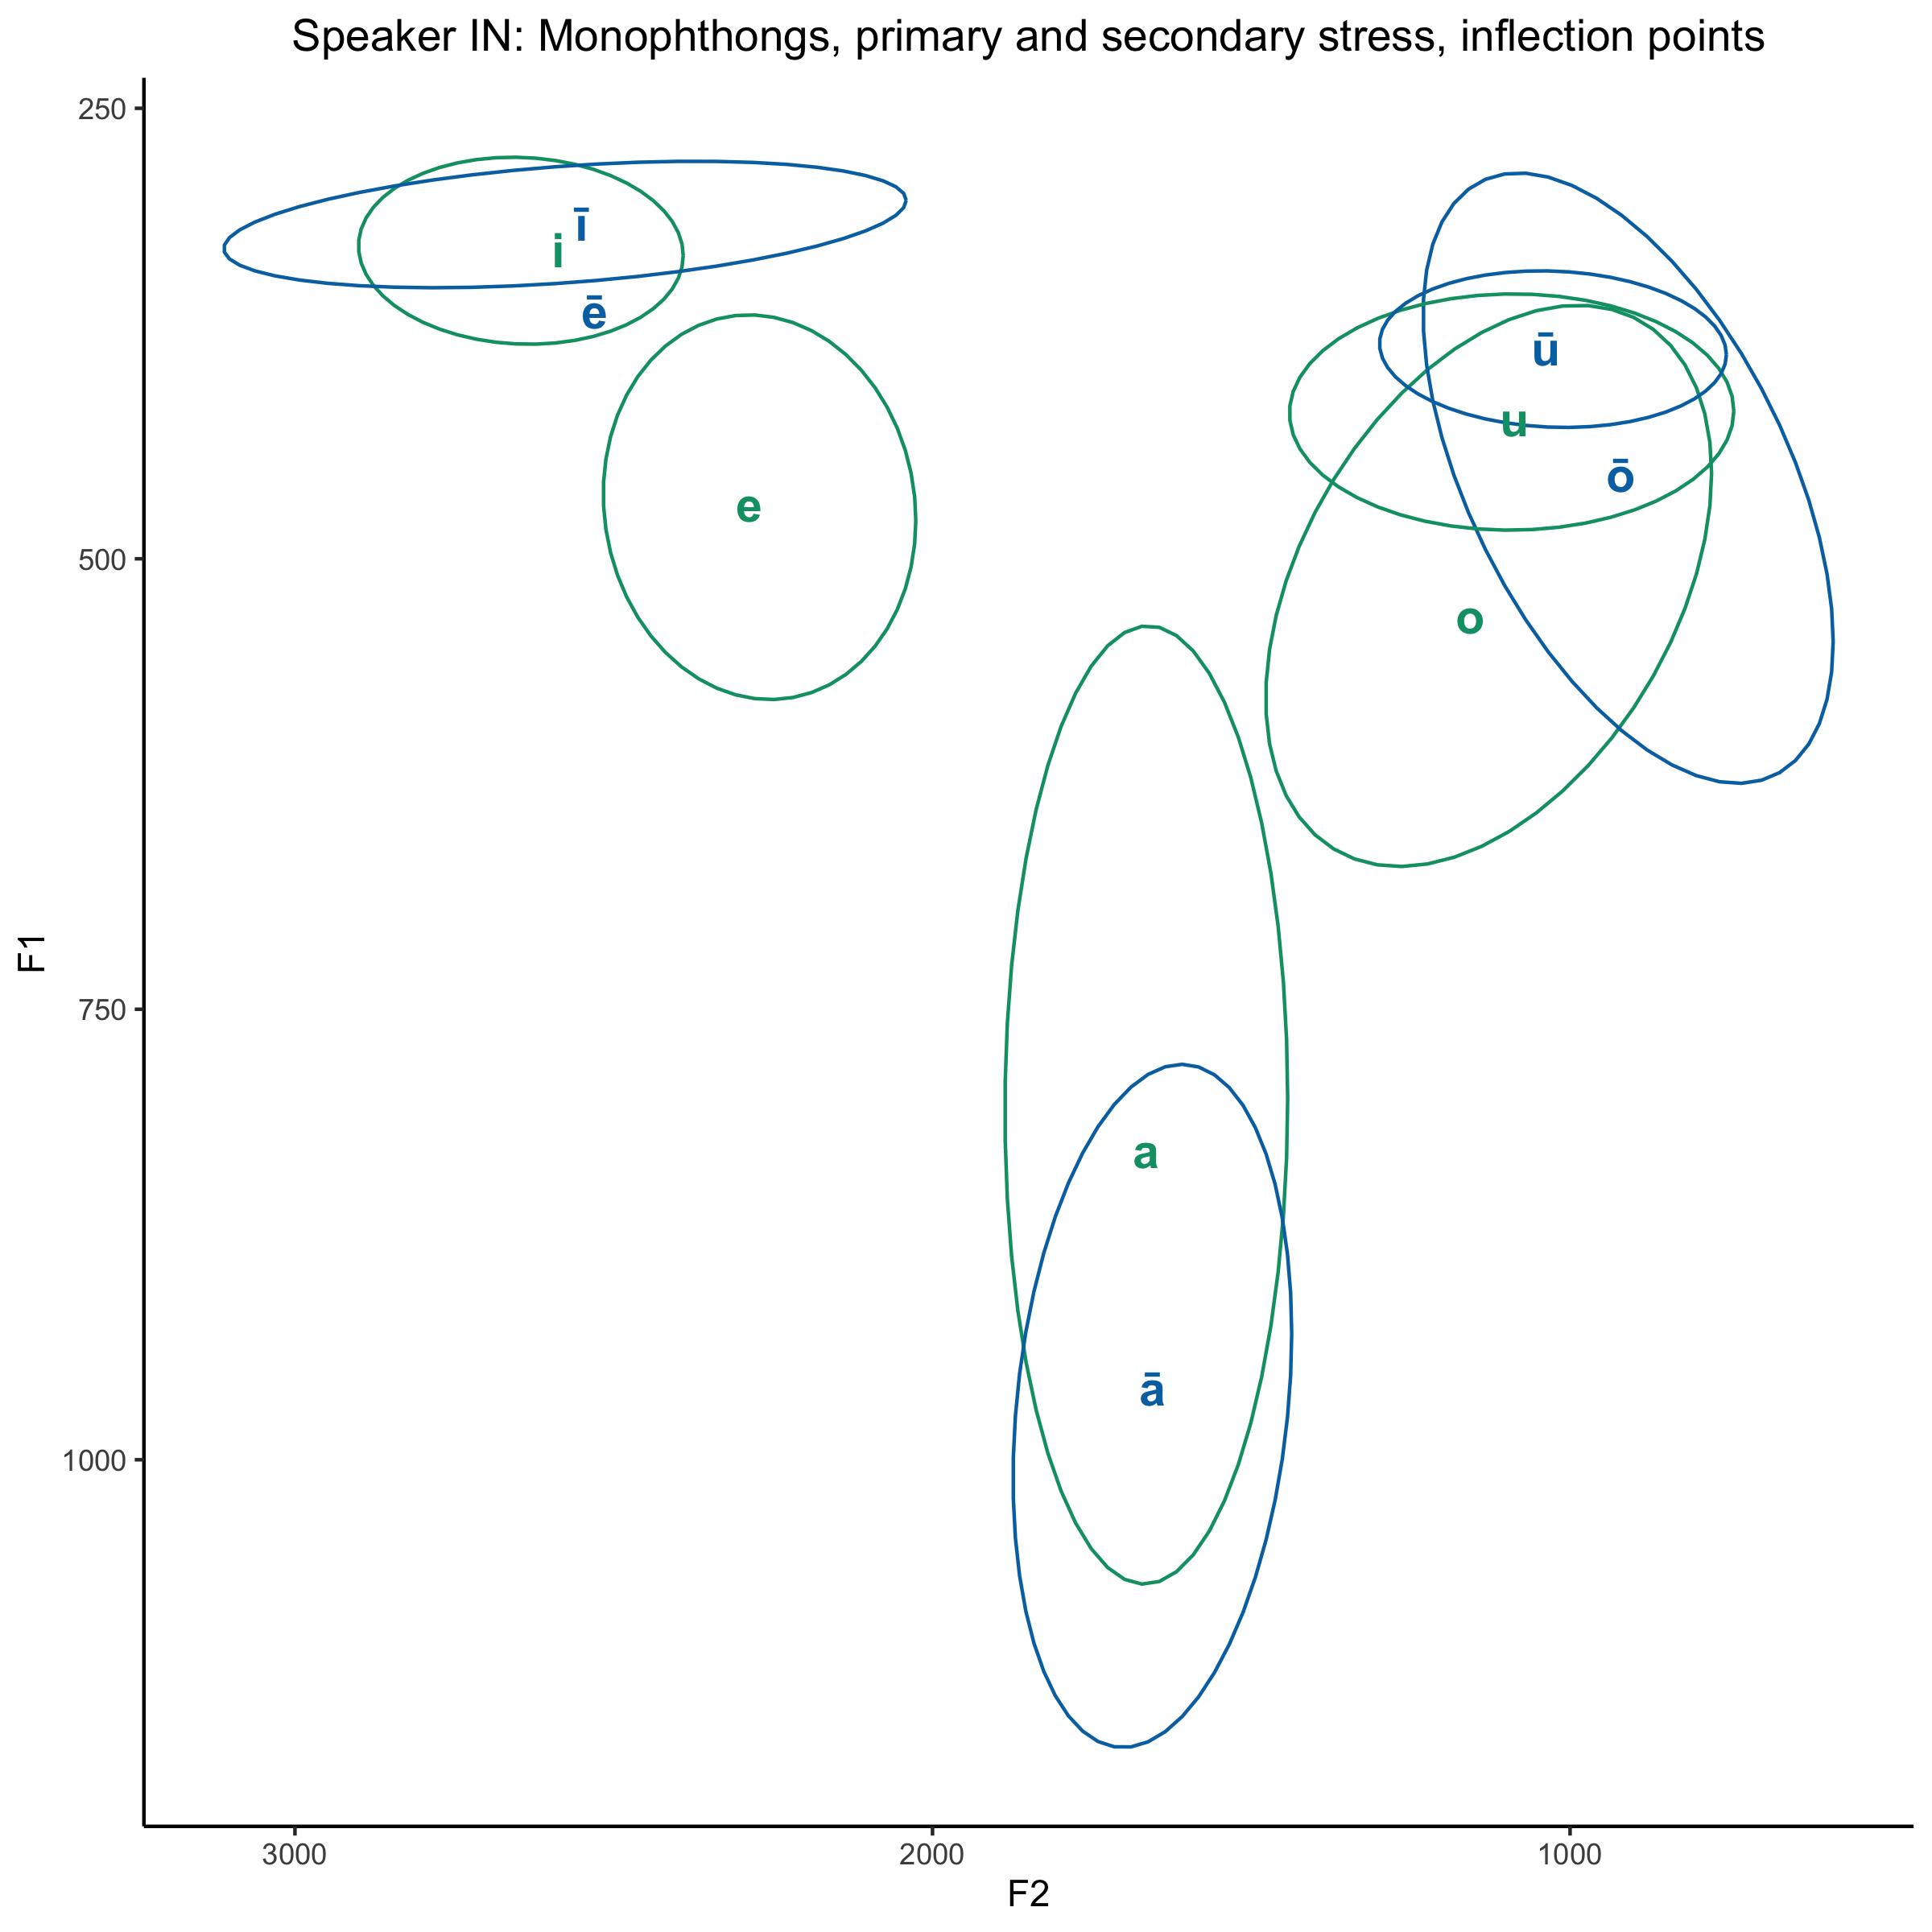 Speaker IN: Monophthongs, primary and secondary stress, inflection points
250
ī
i
ē
ū
u
ō
e
500
o
F1
750
a
ā
1000
3000
2000
1000
F2